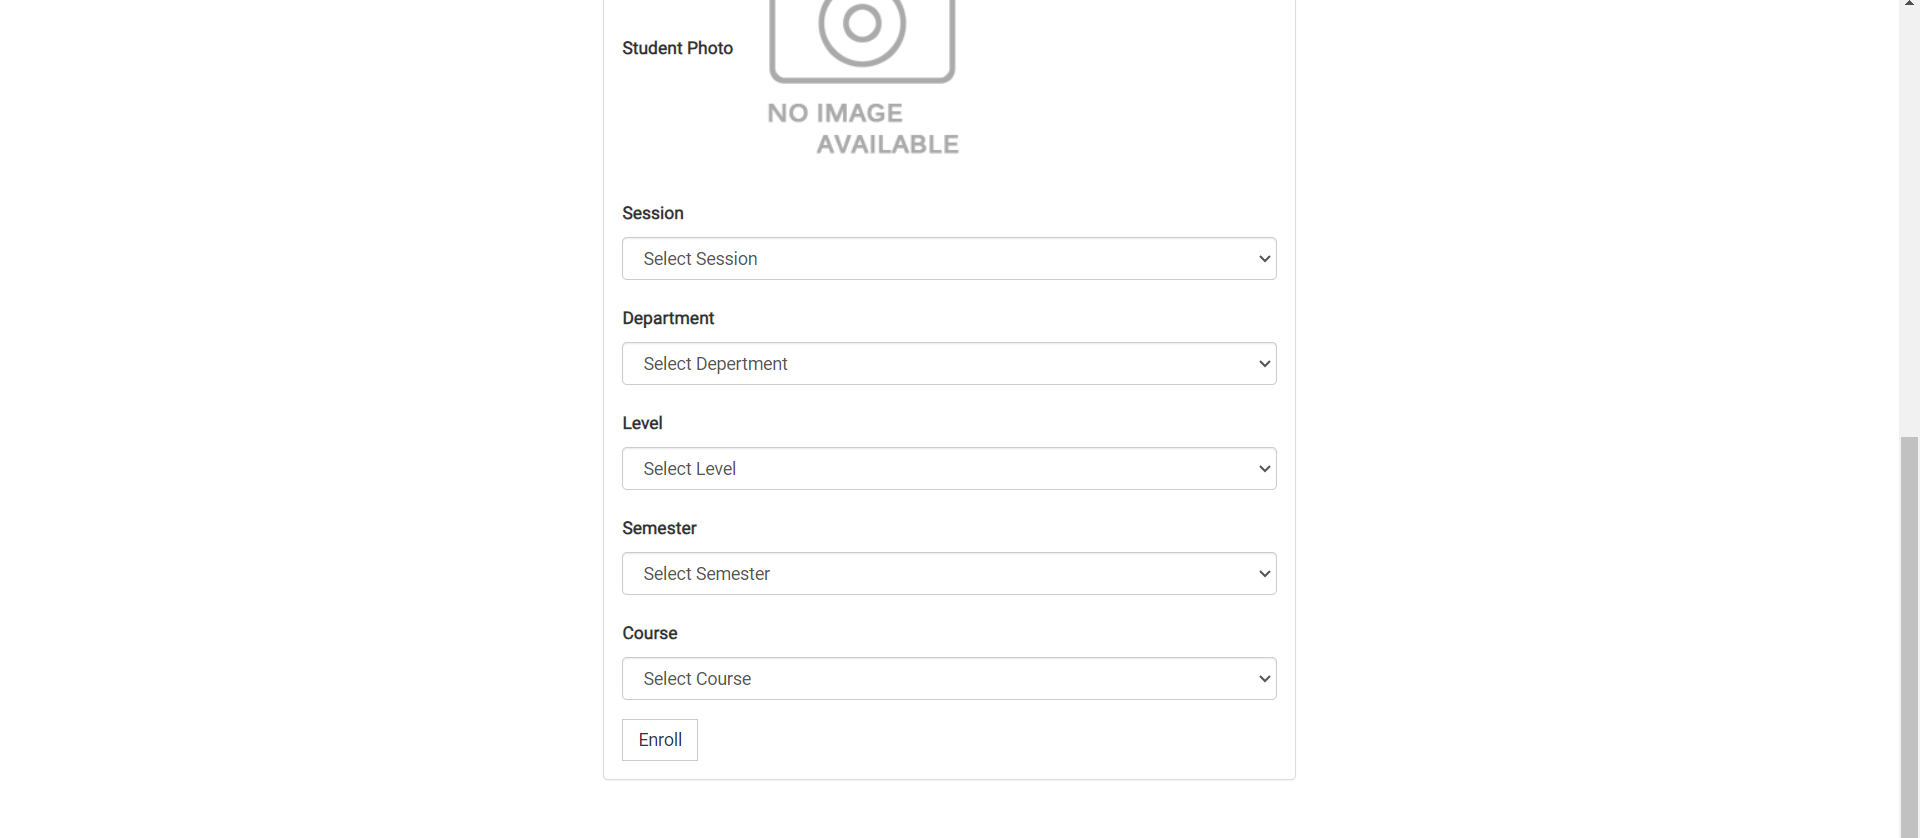 Student Photo
NO IMAGE
AVAILABLE
Session
Select Session
Department
Select Depertment
Level
Select Level
Semester
Select Semester
Course
Select Course
Enroll